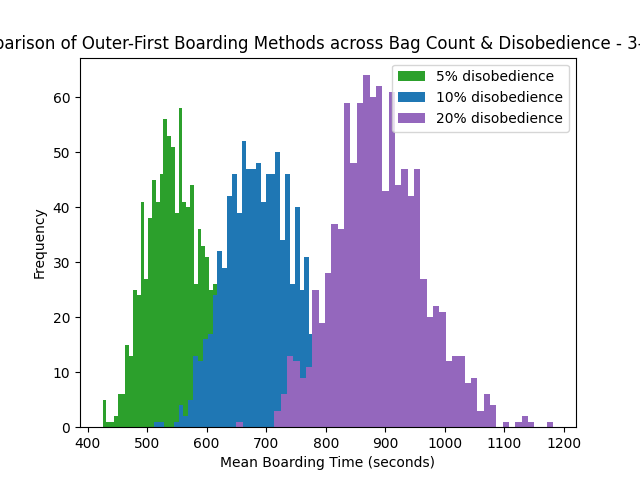 parison of Outer-First Boarding Methods across Bag Count & Disobedience - 3-
5% disobedience
10% disobedience
20% disobedience
Frequency
60
50
40
30
20
10
0
400 500 600 700 800 900 1000 1100 1200
Mean Boarding Time (seconds)